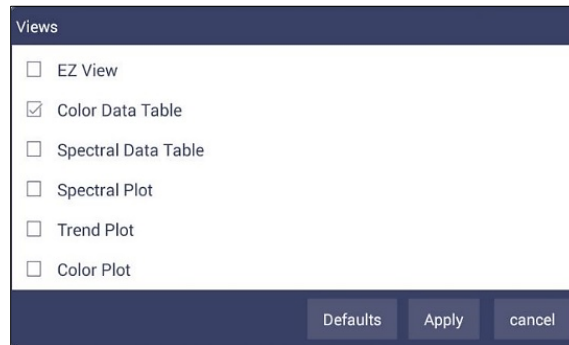 Views
EZ View
Color Data Table
Spectral Data Table
Spectral Plot
Trend Plot
Color Plot
Defaults Apply cancel